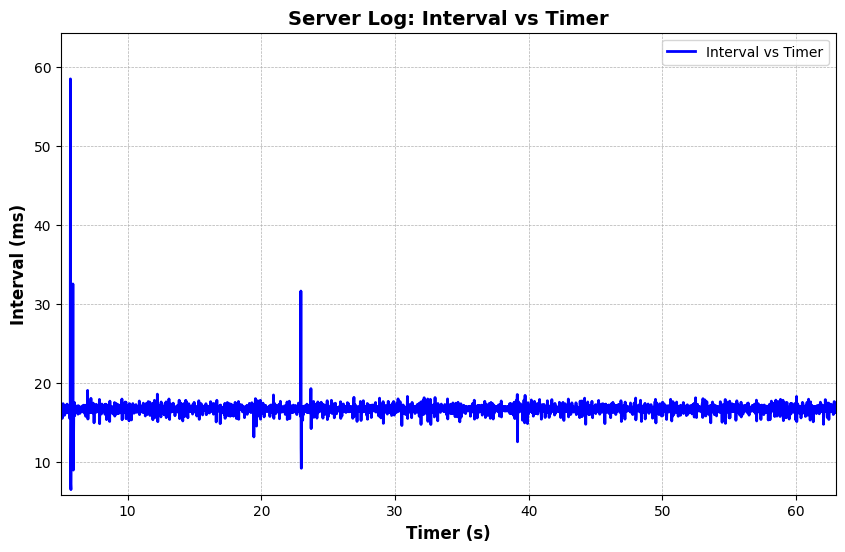 Server Log: Interval vs Timer
Interval vs Timer
60
50
40
30
20
10
Interval (ms)
10 20 30 40 50 60
Timer (s)